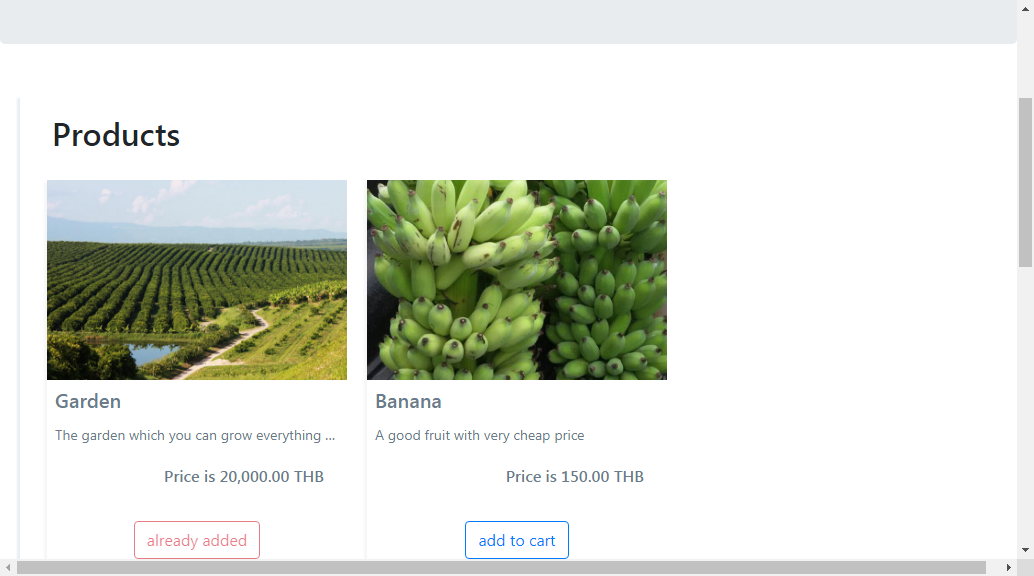 Products
Garden
The garden which you can grow everything ...
Price is 20,000.00 THB
already added
Banana
A good fruit with very cheap price
Price is 150.00 THB
add to cart